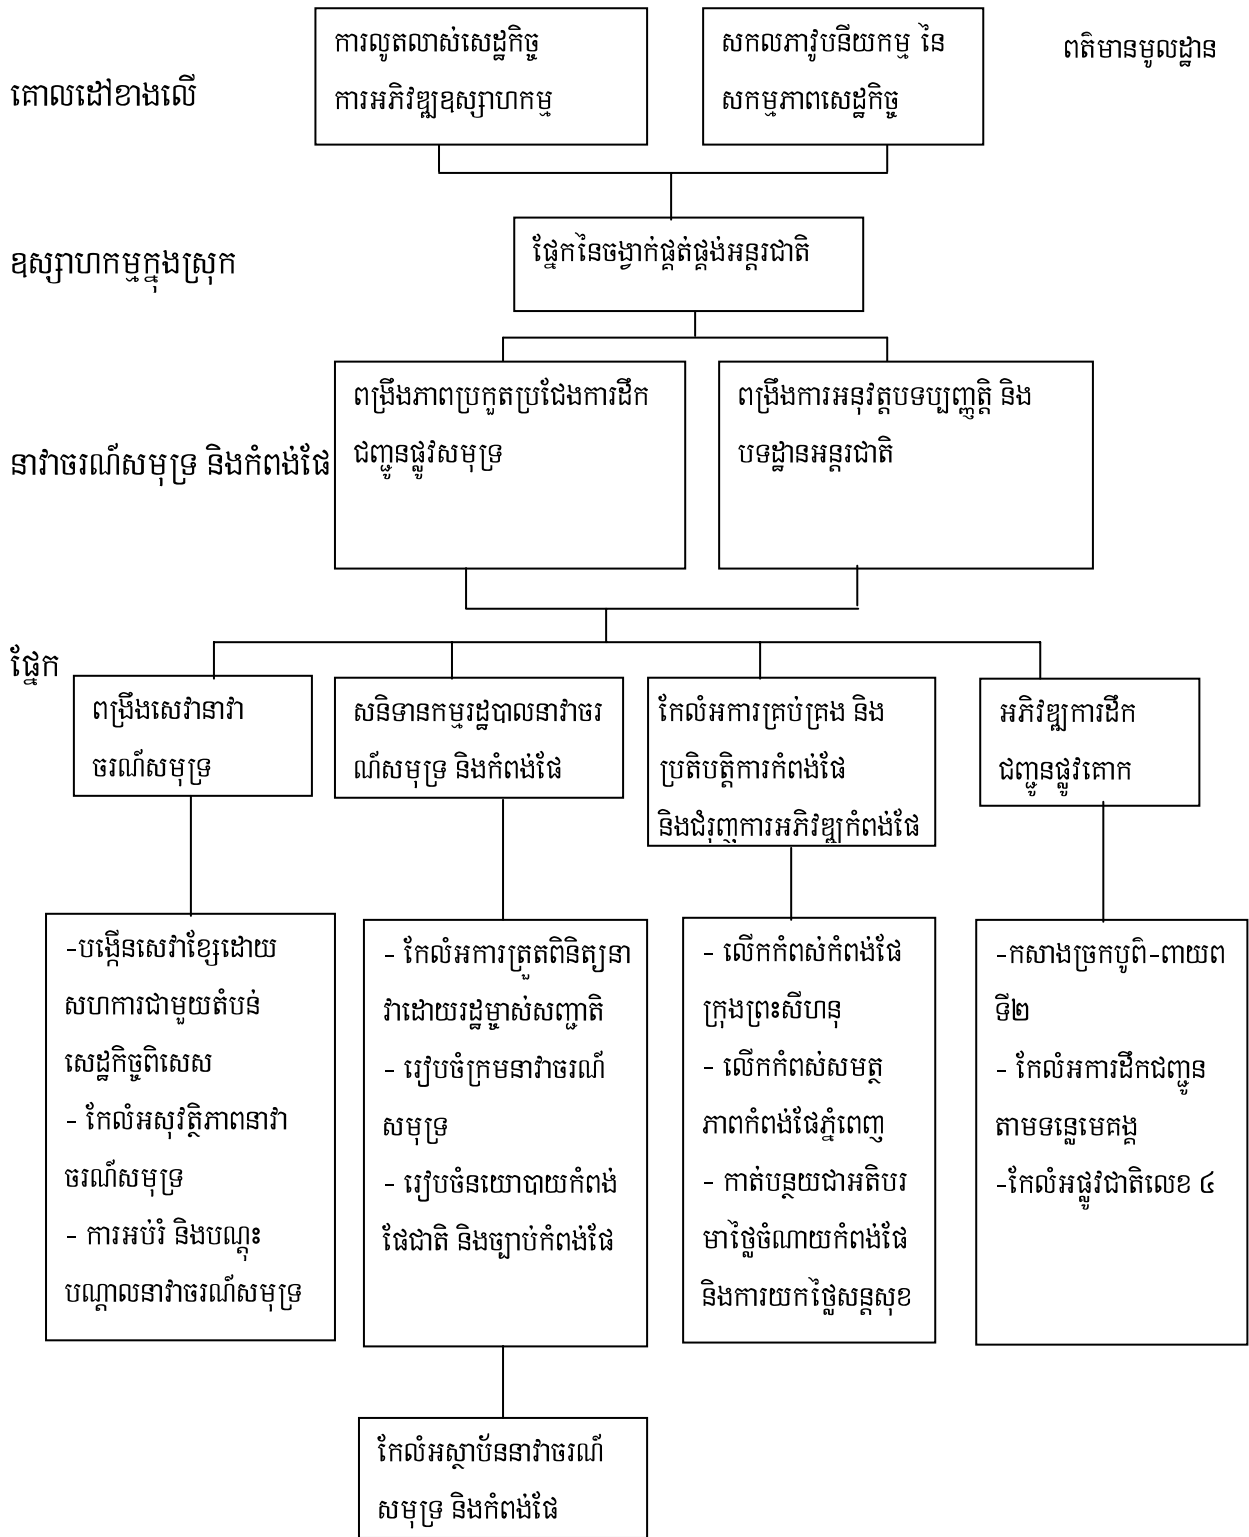 ការលូតលាស់សេដ្ឋកិច្ច
ការអភិវឌ្ឍឧស្សាហកម្ម
សកលភាវូបនីយកម្ម នៃ
សកម្មភាពសេដ្ឋកិច្ច
ពត៌មានមូលដ្ឋាន
គោលដៅខាងលើ
ឧស្សាហកម្មក្នុងស្រុក
ផ្នែកនៃចង្វាក់ផ្គត់ផ្គង់អន្តរជាតិ
នាវាចរណ៍សមុទ្រ និងកំពង់ផែ
ពង្រឹងភាពប្រកួតប្រជែងការដឹក
ជញ្ជូនផ្លូវសមុទ្រ
ពង្រឹងការអនុវត្តបទប្បញ្ញត្តិ និង
បទដ្ឋានអន្តរជាតិ
ផ្នែក
ពង្រឹងសេវានាវា
ចរណ៍សមុទ្រ
សនិទានកម្មរដ្ឋបាលនាវាចរ
ណ៍សមុទ្រ និងកំពង់ផែ
កែលំអការគ្រប់គ្រង និង
ប្រតិបត្តិការកំពង់ផែ
និងជំរុញការអភិវឌ្ឍកំពង់ផែ
អភិវឌ្ឍការដឹក
ជញ្ជូនផ្លូវគោក
-បង្កើនសេវាខ្សែដោយ
សហការជាមួយតំបន់
សេដ្ឋកិច្ចពិសេស
- កែលំអសុវត្ថិភាពនាវា
ចរណ៍សមុទ្រ
- ការអប់រំ និងបណ្តុះ
បណ្តាលនាវាចរណ៍សមុទ្រ
- កែលំអការត្រួតពិនិត្យនា
វាដោយរដ្ឋម្ចាស់សញ្ជាតិ
- រៀបចំក្រមនាវាចរណ៍
សមុទ្រ
- រៀបចំនយោបាយកំពង់
ផែជាតិ និងច្បាប់កំពង់ផែ
- លើកកំពស់កំពង់ផែ
ក្រុងព្រះសីហនុ
- លើកកំពស់សមត្ថ
ភាពកំពង់ផែភ្នំពេញ
- កាត់បន្ថយជាអតិបរ
មាថ្លៃចំណាយកំពង់ផែ
និងការយកថ្លៃសន្តសុខ
-កសាងច្រកបូព៌-ពាយព
ទី២
- កែលំអការដឹកជញ្ជូន
តាមទន្លេមេគង្គ
-កែលំអផ្លូវជាតិលេខ ៤
កែលំអស្ថាប័ននាវាចរណ៍
សមុទ្រ និងកំពង់ផែ